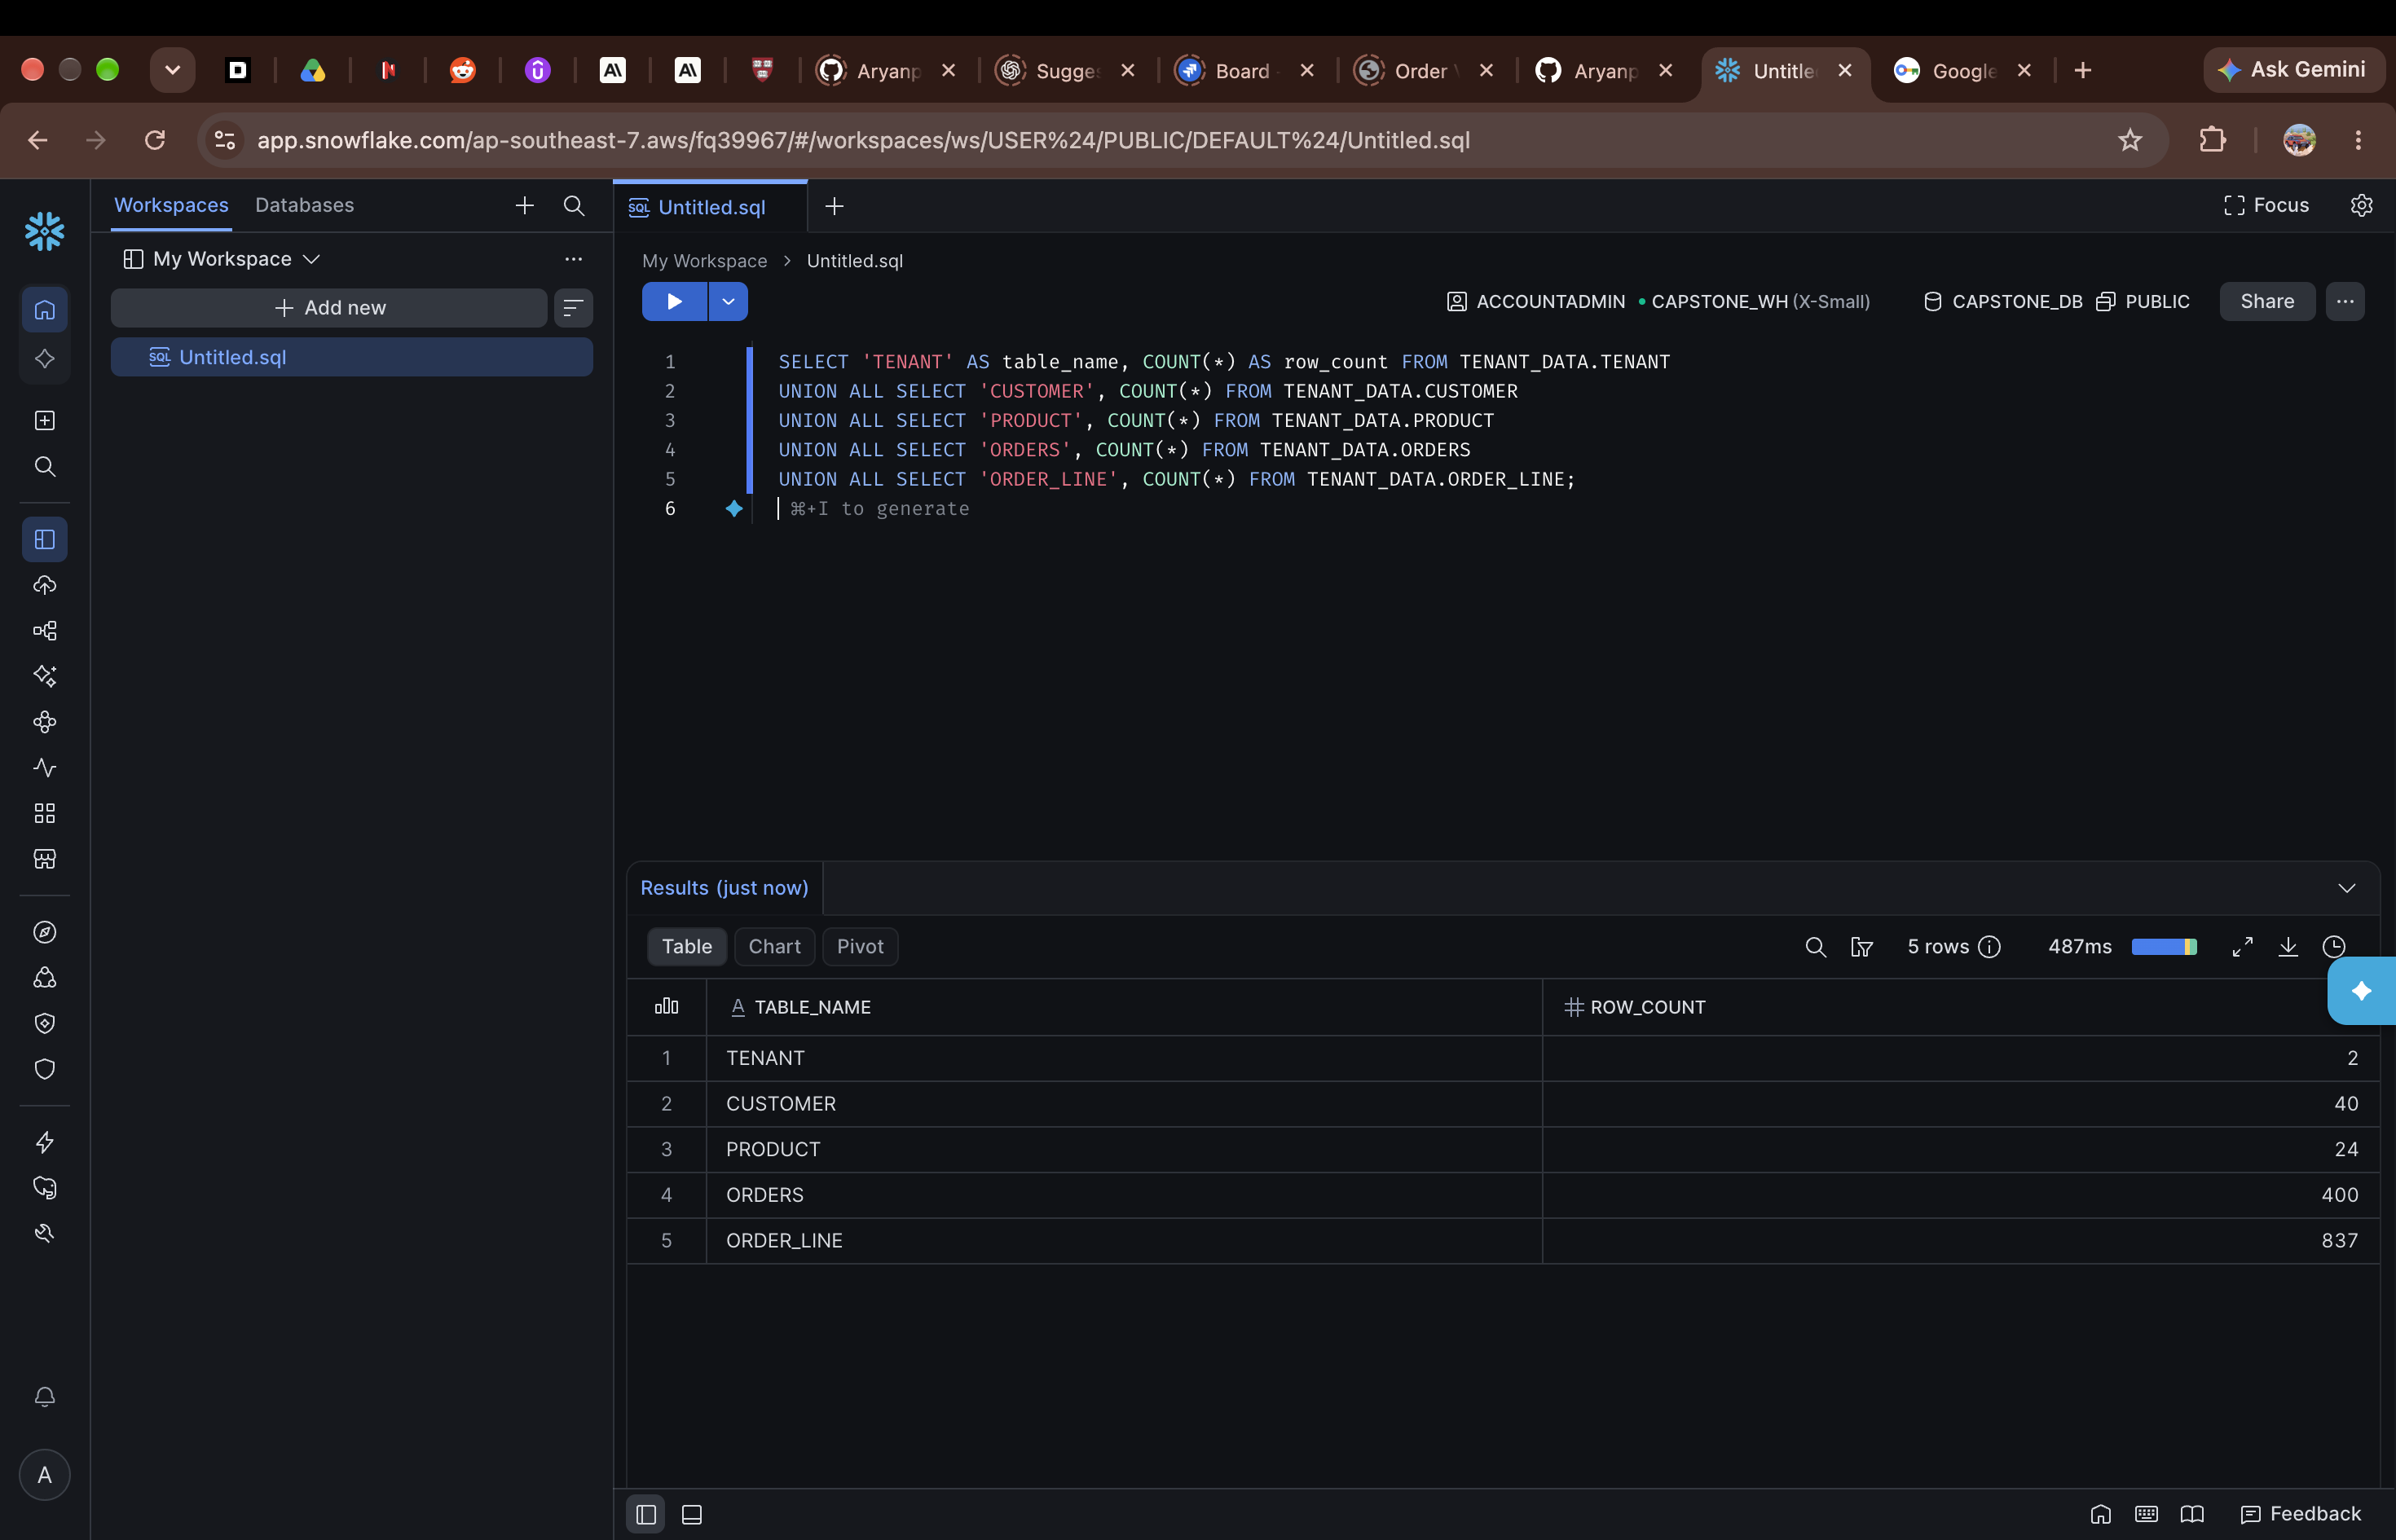 Aryanp
Sugges
Board -
Order
Aryanp
Untitle
Google
Ask Gemini
app.snowflake.com/ap-southeast-7.aws/fq39967/#/workspaces/ws/USER%24/PUBLIC/DEFAULT%24/Untitled.sql
Workspaces Databases
My Workspace
Add new
SQL Untitled.sql
SQL Untitled.sql
Focus
My Workspace > Untitled.sql
ACCOUNTADMIN CAPSTONE_WH (X-Small) CAPSTONE_DB PUBLIC Share
1 SELECT 'TENANT' AS table_name, COUNT(*) AS row_count FROM TENANT_DATA.TENANT
2 UNION ALL SELECT 'CUSTOMER', COUNT(*) FROM TENANT_DATA.CUSTOMER
3 UNION ALL SELECT 'PRODUCT', COUNT(*) FROM TENANT_DATA.PRODUCT
4 UNION ALL SELECT 'ORDERS', COUNT(*) FROM TENANT_DATA.ORDERS
5 UNION ALL SELECT 'ORDER_LINE', COUNT(*) FROM TENANT_DATA.ORDER_LINE;
6 ⌘+I to generate
Results (just now)
Table Chart Pivot 5 rows 487ms
A TABLE_NAME # ROW_COUNT
1 TENANT 2
2 CUSTOMER 40
3 PRODUCT 24
4 ORDERS 400
5 ORDER_LINE 837
A
Feedback